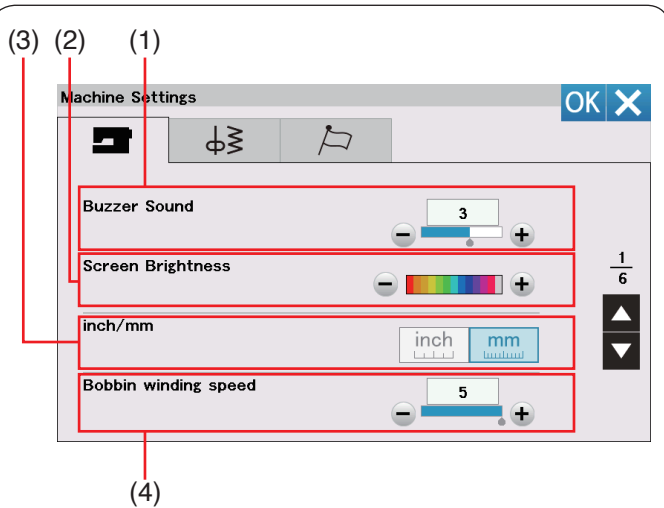 (3) (2) (1)
Machine Settings OK
Buzzer Sound 3
Screen Brightness
1
6
inch/mm inch mm
Bobbin winding speed 5
(4)